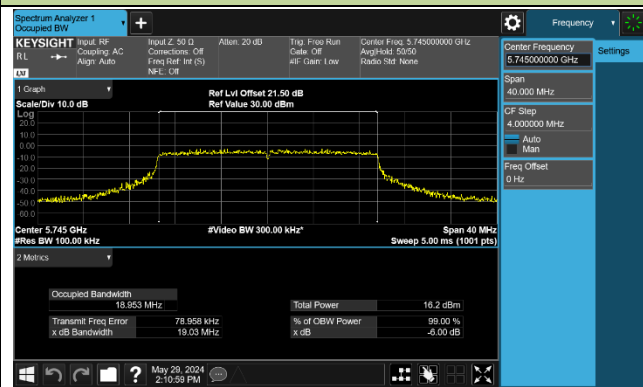 Spectrum Analyzer 1
Occupied BW
+
Frequency
KEYSIGHT
RL
LXI
Input: RF
Coupling: AC
Align: Auto
Input Z: 50 Ω
Corrections: Off
Freq Ref: Int (S)
NFE: Off
Atten: 20 dB
Trig: Free Run
Gate: Off
#IF Gain: Low
Center Freq: 5.745000000 GHz
Avg|Hold: 50/50
Radio Std: None
Center Frequency
5.745000000 GHz
Settings
Span
40.000 MHz
CF Step
4.000000 MHz
Auto
Man
Freq Offset
0 Hz
1 Graph
Scale/Div 10.0 dB
Ref Lvl Offset 21.50 dB
Ref Value 30.00 dBm
Log
20.0
10.0
0.00
-10.0
-20.0
-30.0
-40.0
-50.0
-60.0
Center 5.745 GHz
#Res BW 100.00 kHz
#Video BW 300.00 kHz*
Span 40 MHz
Sweep 5.00 ms (1001 pts)
2 Metrics
Occupied Bandwidth
18.953 MHz
Total Power 16.2 dBm
Transmit Freq Error 78.958 kHz
% of OBW Power 99.00 %
x dB Bandwidth 19.03 MHz
x dB -6.00 dB
?
May 29, 2024
2:10:59 PM